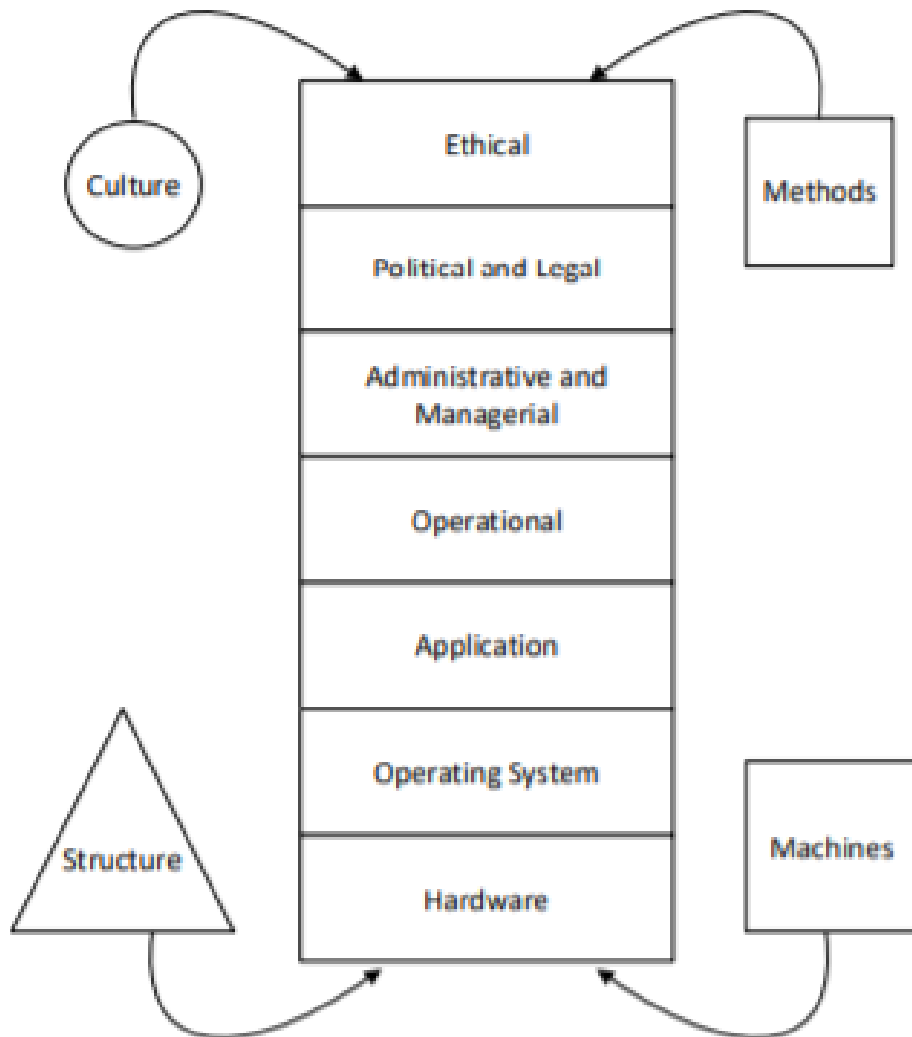 Ethical
Culture
Methods
Political and Legal
Administrative and
Managerial
Operational
Application
Operating System
Structure
Machines
Hardware